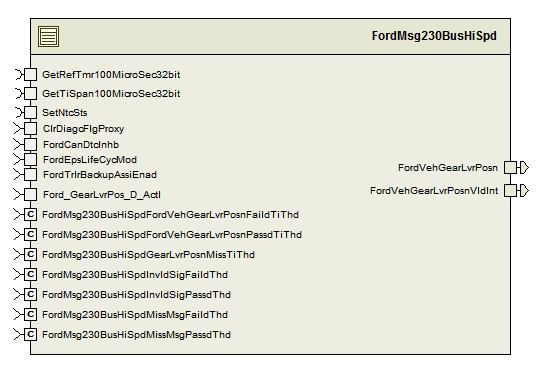 FordMsg230BusHiSpd
GetRefTmr100MicroSec32bit
GetTiSpan100MicroSec32bit
SetNtcSts
ClrDiagcFlgProxy
FordCanDtcInhb
FordEpsLifeCycMod
FordTrlrBackupAssiEnad
Ford_GearLvrPos_D_Actl
FordMsg230BusHiSpdFordVehGearLvrPosnFaildTiThd
FordMsg230BusHiSpdFordVehGearLvrPosnPassdTiThd
FordMsg230BusHiSpdGearLvrPosnMissTiThd
FordMsg230BusHiSpdInvldSigFaildThd
FordMsg230BusHiSpdInvldSigPassdThd
FordMsg230BusHiSpdMissMsgFaildThd
FordMsg230BusHiSpdMissMsgPassdThd
FordVehGearLvrPosn
FordVehGearLvrPosnVldInt
C
C
C
C
C
C
C